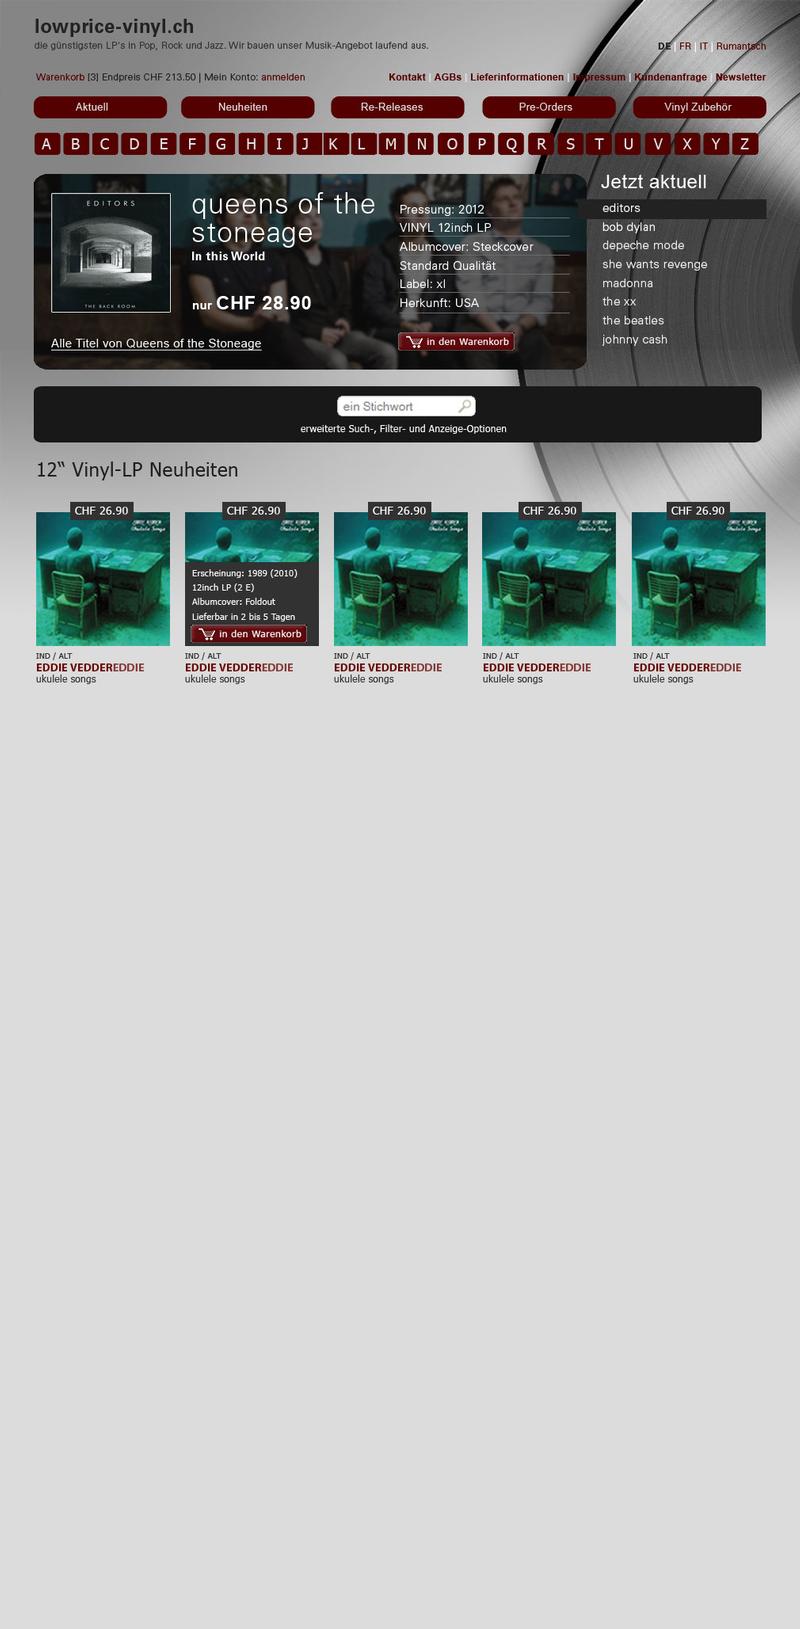 lowprice-vinyl.ch
die günstigsten LP's in Pop, Rock und Jazz. Wir bauen unser Musik-Angebot laufend aus.
DE | FR | IT | Rumantsch
Warenkorb [3] Endpreis CHF 213.50 | Mein Konto: anmelden
Kontakt | AGBs | Lieferinformationen | Impressum | Kundenanfrage | Newsletter
Aktuell
Neuheiten
Re-Releases
Pre-Orders
Vinyl Zubehör
A B C D E F G H I J K L M N O P Q R S T U V X Y Z
EDITORS
THE BACK ROOM
queens of the
stoneage
In this World
nur CHF 28.90
Alle Titel von Queens of the Stoneage
Pressung: 2012
VINYL 12inch LP
Albumcover: Steckcover
Standard Qualität
Label: xl
Herkunft: USA
in den Warenkorb
Jetzt aktuell
editors
bob dylan
depeche mode
she wants revenge
madonna
the xx
the beatles
johnny cash
ein Stichwort
erweiterte Such-, Filter- und Anzeige-Optionen
12“ Vinyl-LP Neuheiten
CHF 26.90
IND / ALT
EDDIE VEDDEREDDIE
ukulele songs
CHF 26.90
Erscheinung: 1989 (2010)
12inch LP (2 E)
Albumcover: Foldout
Lieferbar in 2 bis 5 Tagen
in den Warenkorb
IND / ALT
EDDIE VEDDEREDDIE
ukulele songs
CHF 26.90
IND / ALT
EDDIE VEDDEREDDIE
ukulele songs
CHF 26.90
IND / ALT
EDDIE VEDDEREDDIE
ukulele songs
CHF 26.90
IND / ALT
EDDIE VEDDEREDDIE
ukulele songs